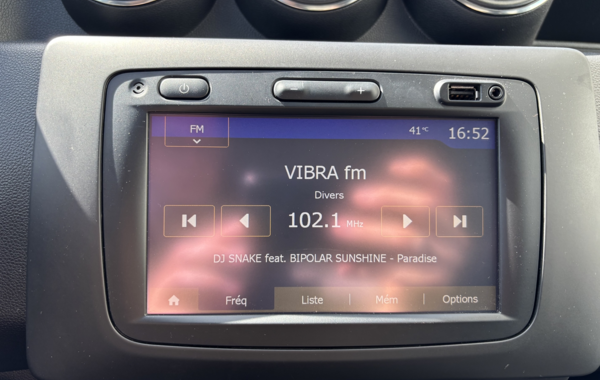 − +
FM 41°C 16:52
VIBRA fm
Divers
102.1 MHz
DJ SNAKE feat. BIPOLAR SUNSHINE - Paradise
Fréq Liste Mém Options